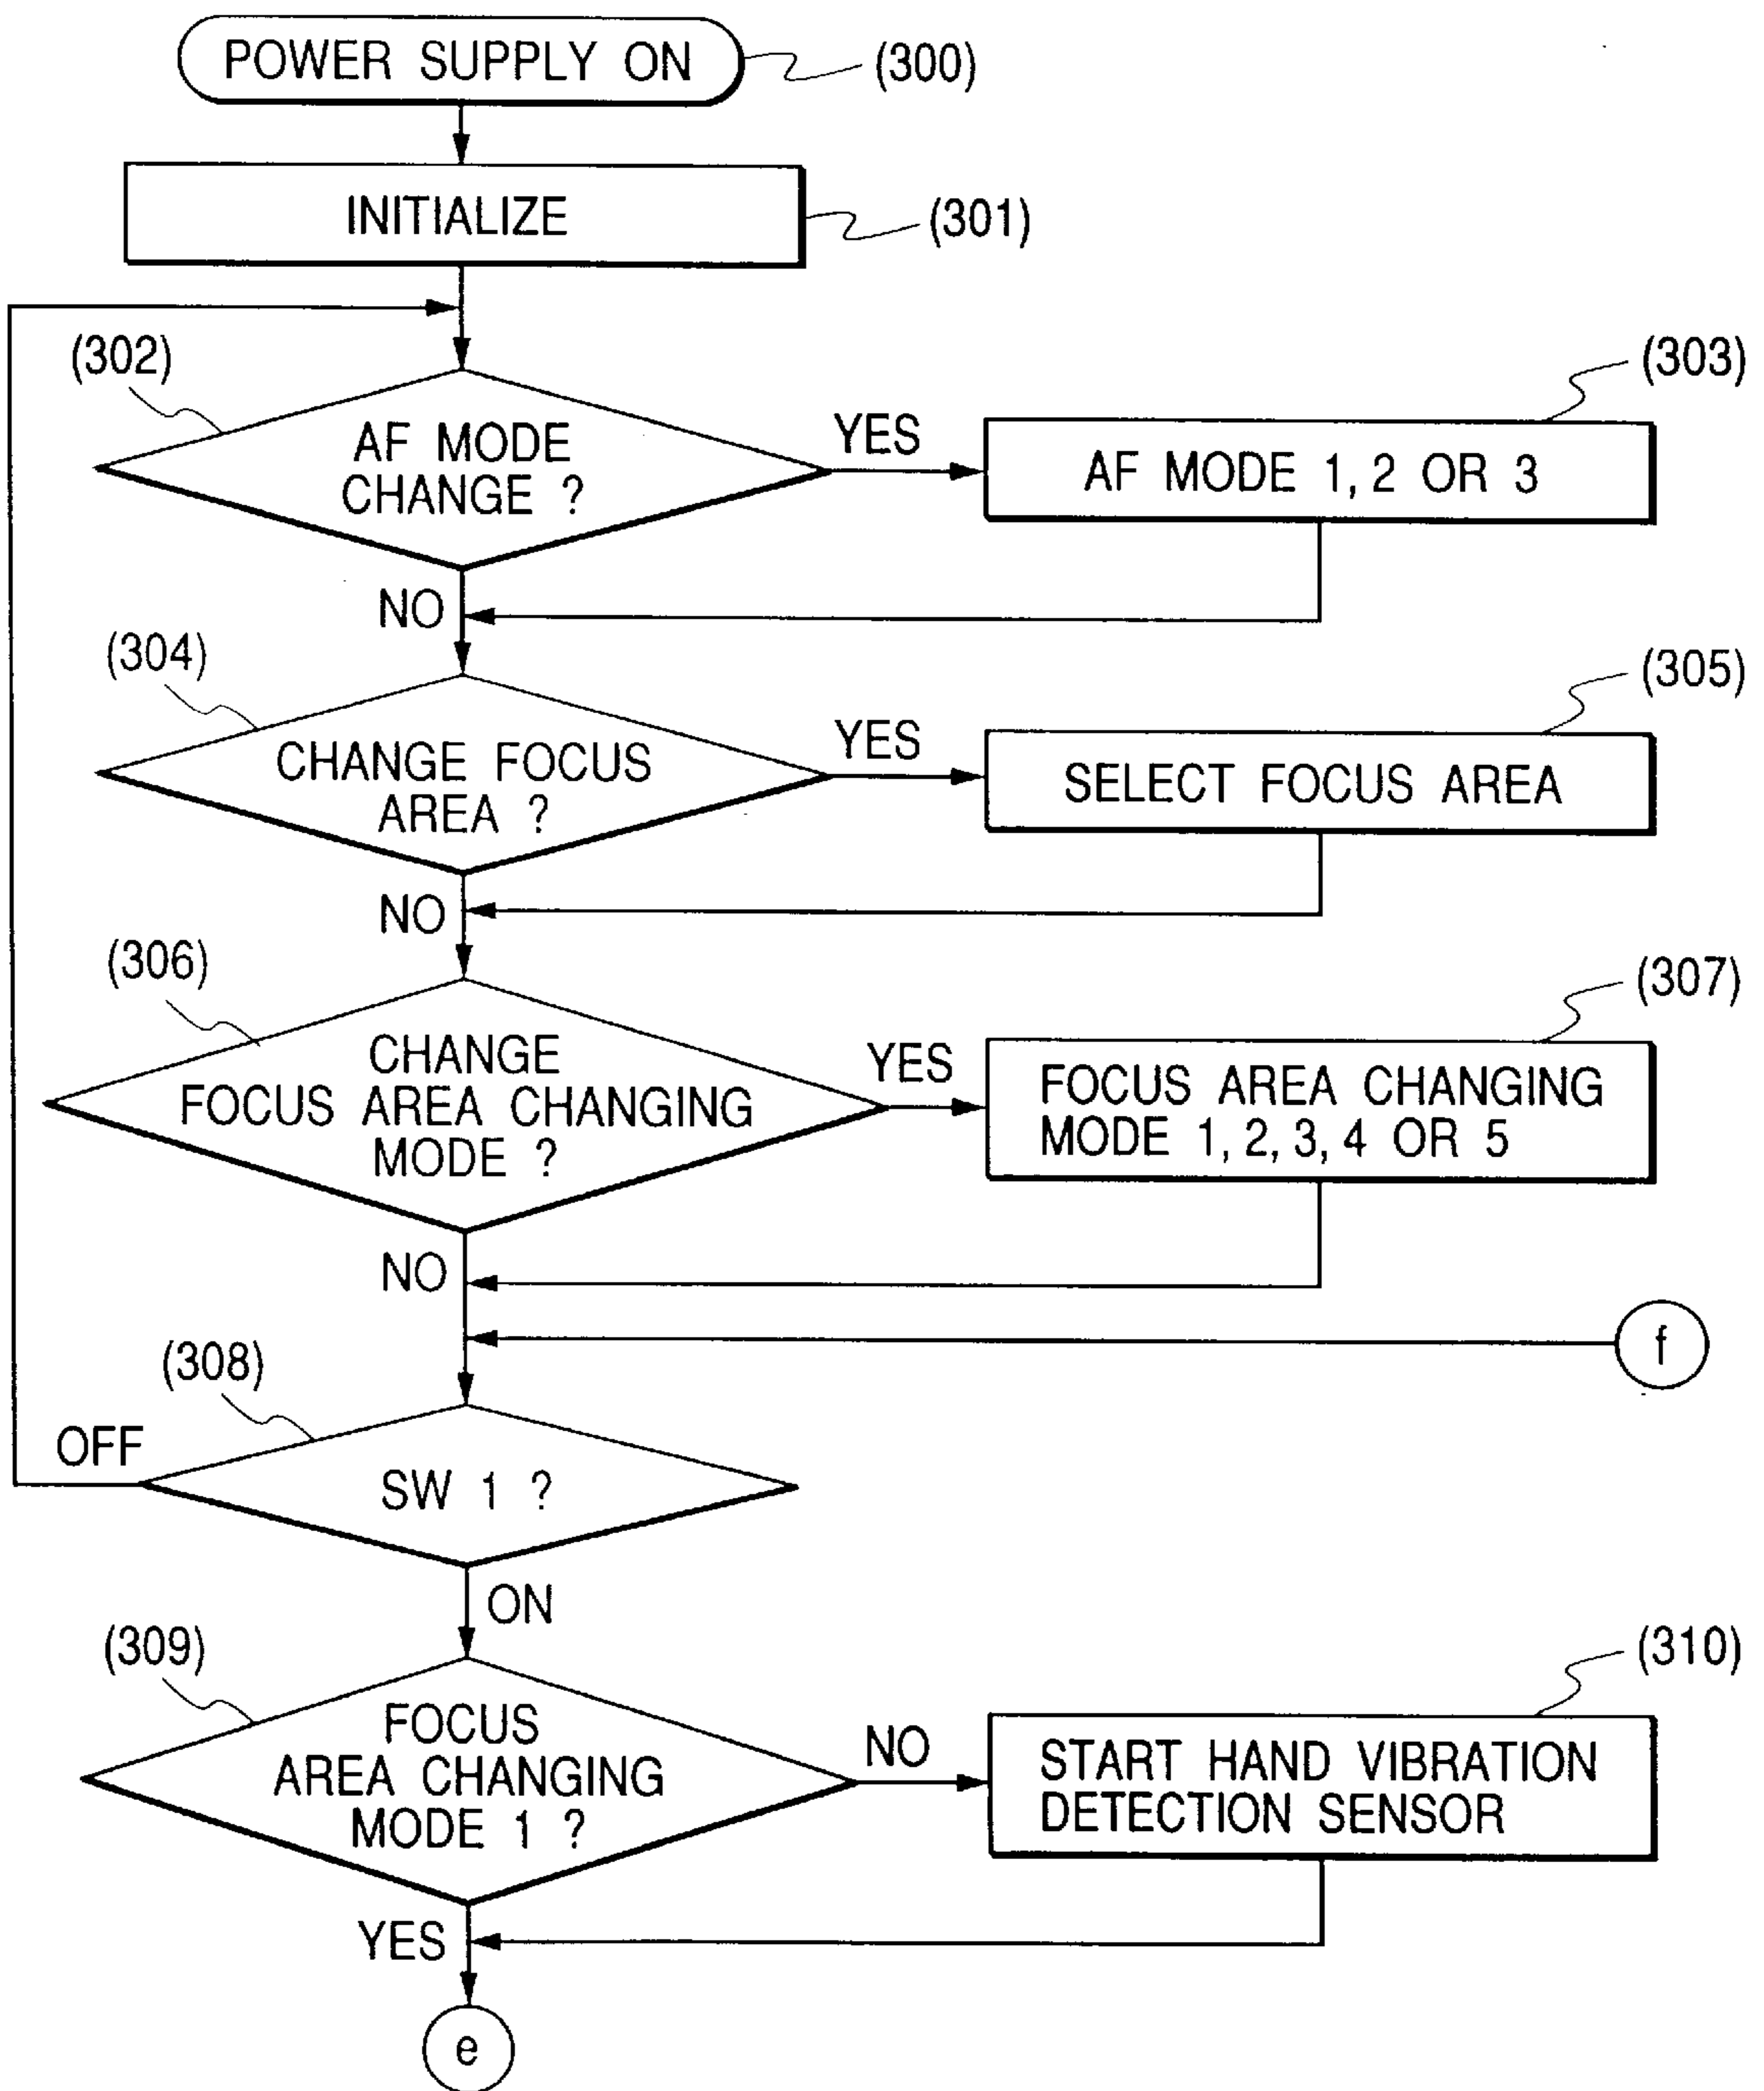 POWER SUPPLY ON
(300)
INITIALIZE
(301)
(302)
AF MODE
CHANGE ?
YES
(303)
AF MODE 1, 2 OR 3
NO
(304)
CHANGE FOCUS
AREA ?
YES
(305)
SELECT FOCUS AREA
NO
(306)
CHANGE
FOCUS AREA CHANGING
MODE ?
YES
(307)
FOCUS AREA CHANGING
MODE 1, 2, 3, 4 OR 5
NO
f
(308)
OFF
SW 1 ?
ON
(309)
FOCUS
AREA CHANGING
MODE 1 ?
NO
(310)
START HAND VIBRATION
DETECTION SENSOR
YES
e